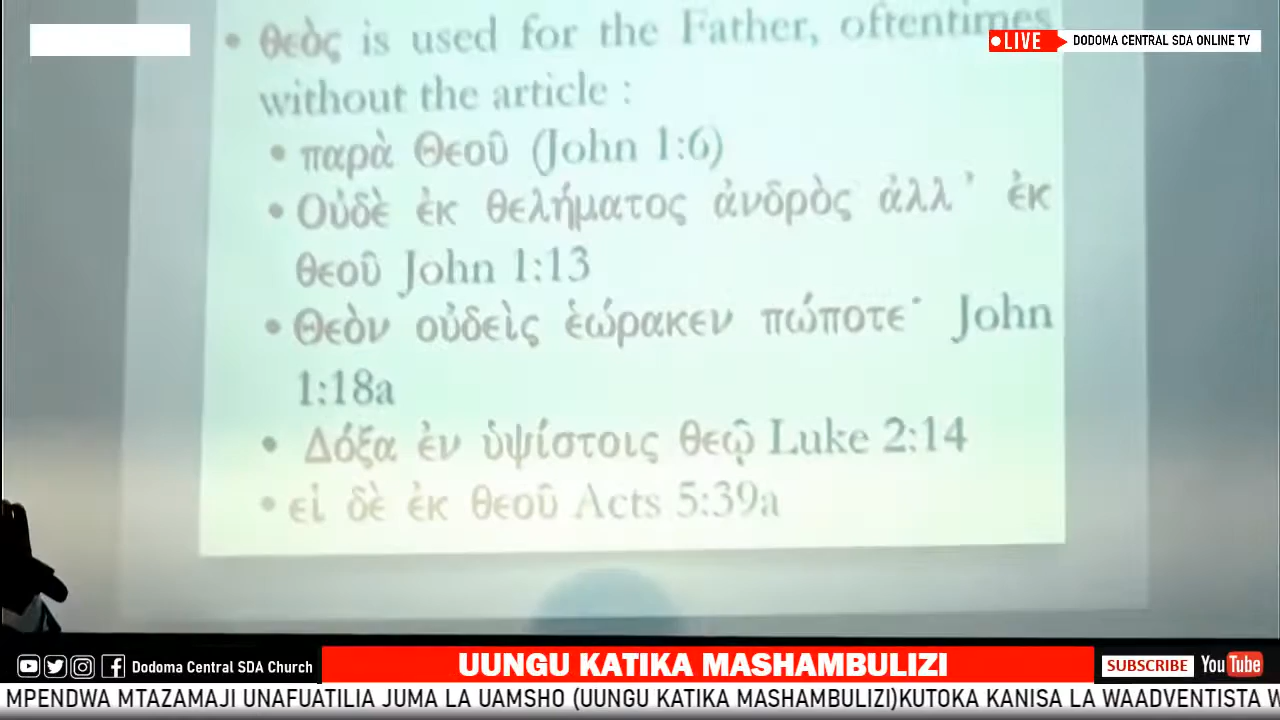 • θεὸς is used for the Father, oftentimes
without the article :
• παρὰ Θεοῦ (John 1:6)
• Οὐδὲ ἐκ θελήματος ἀνδρὸς ἀλλ ᾿ ἐκ
θεοῦ John 1:13
• Θεὸν οὐδεὶς ἑώρακεν πώποτε· John
1:18a
• Δόξα ἐν ὑψίστοις θεῷ Luke 2:14
• εἰ δὲ ἐκ θεοῦ Acts 5:39a
LIVE
DODOMA CENTRAL SDA ONLINE TV
Dodoma Central SDA Church
UUNGU KATIKA MASHAMBULIZI
SUBSCRIBE YouTube
MPENDWA MTAZAMAJI UNAFUATILIA JUMA LA UAMSHO (UUNGU KATIKA MASHAMBULIZI)KUTOKA KANISA LA WAADVENTISTA